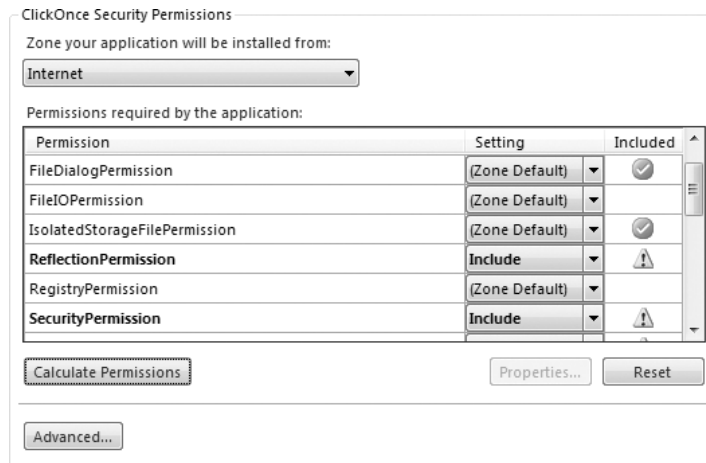 ClickOnce Security Permissions
Zone your application will be installed from:
Internet
Permissions required by the application:
Permission Setting Included
FileDialogPermission (Zone Default)
FileIOPermission (Zone Default)
IsolatedStorageFilePermission (Zone Default)
ReflectionPermission Include
RegistryPermission (Zone Default)
SecurityPermission Include
Calculate Permissions Properties... Reset
Advanced...